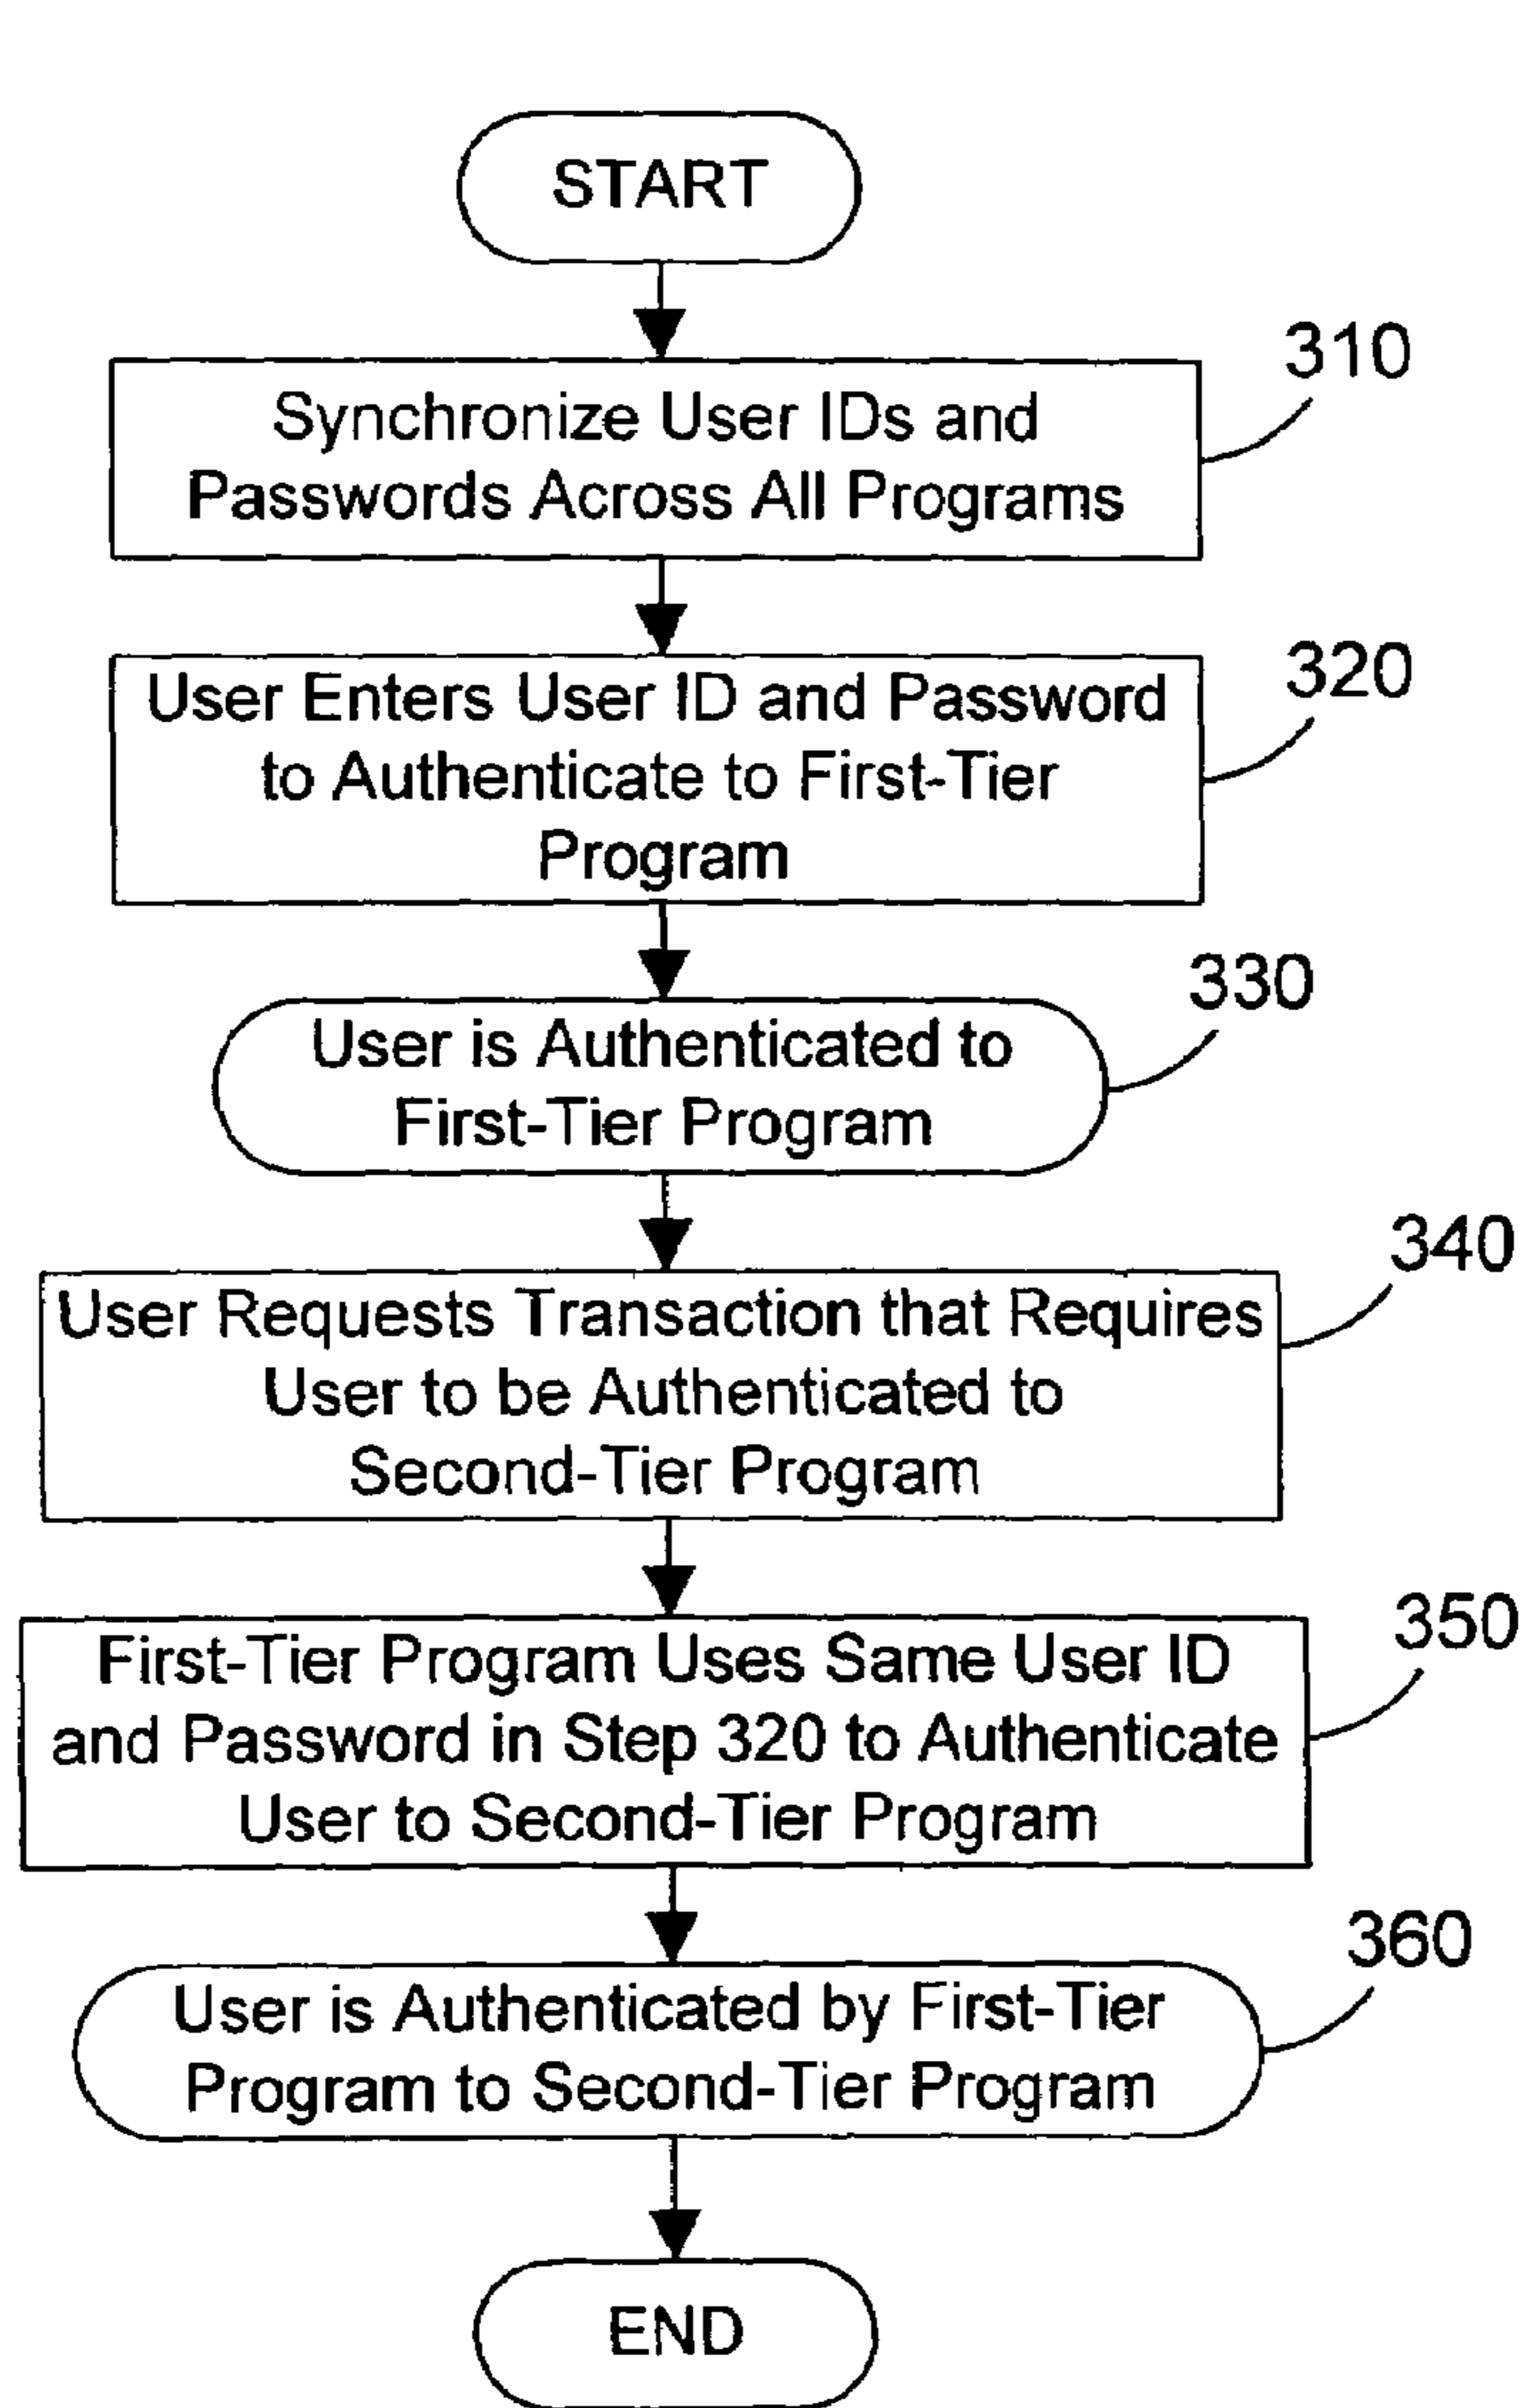 START
310
Synchronize User IDs and
Passwords Across All Programs
320
User Enters User ID and Password
to Authenticate to First-Tier
Program
330
User is Authenticated to
First-Tier Program
340
User Requests Transaction that Requires
User to be Authenticated to
Second-Tier Program
350
First-Tier Program Uses Same User ID
and Password in Step 320 to Authenticate
User to Second-Tier Program
360
User is Authenticated by First-Tier
Program to Second-Tier Program
END